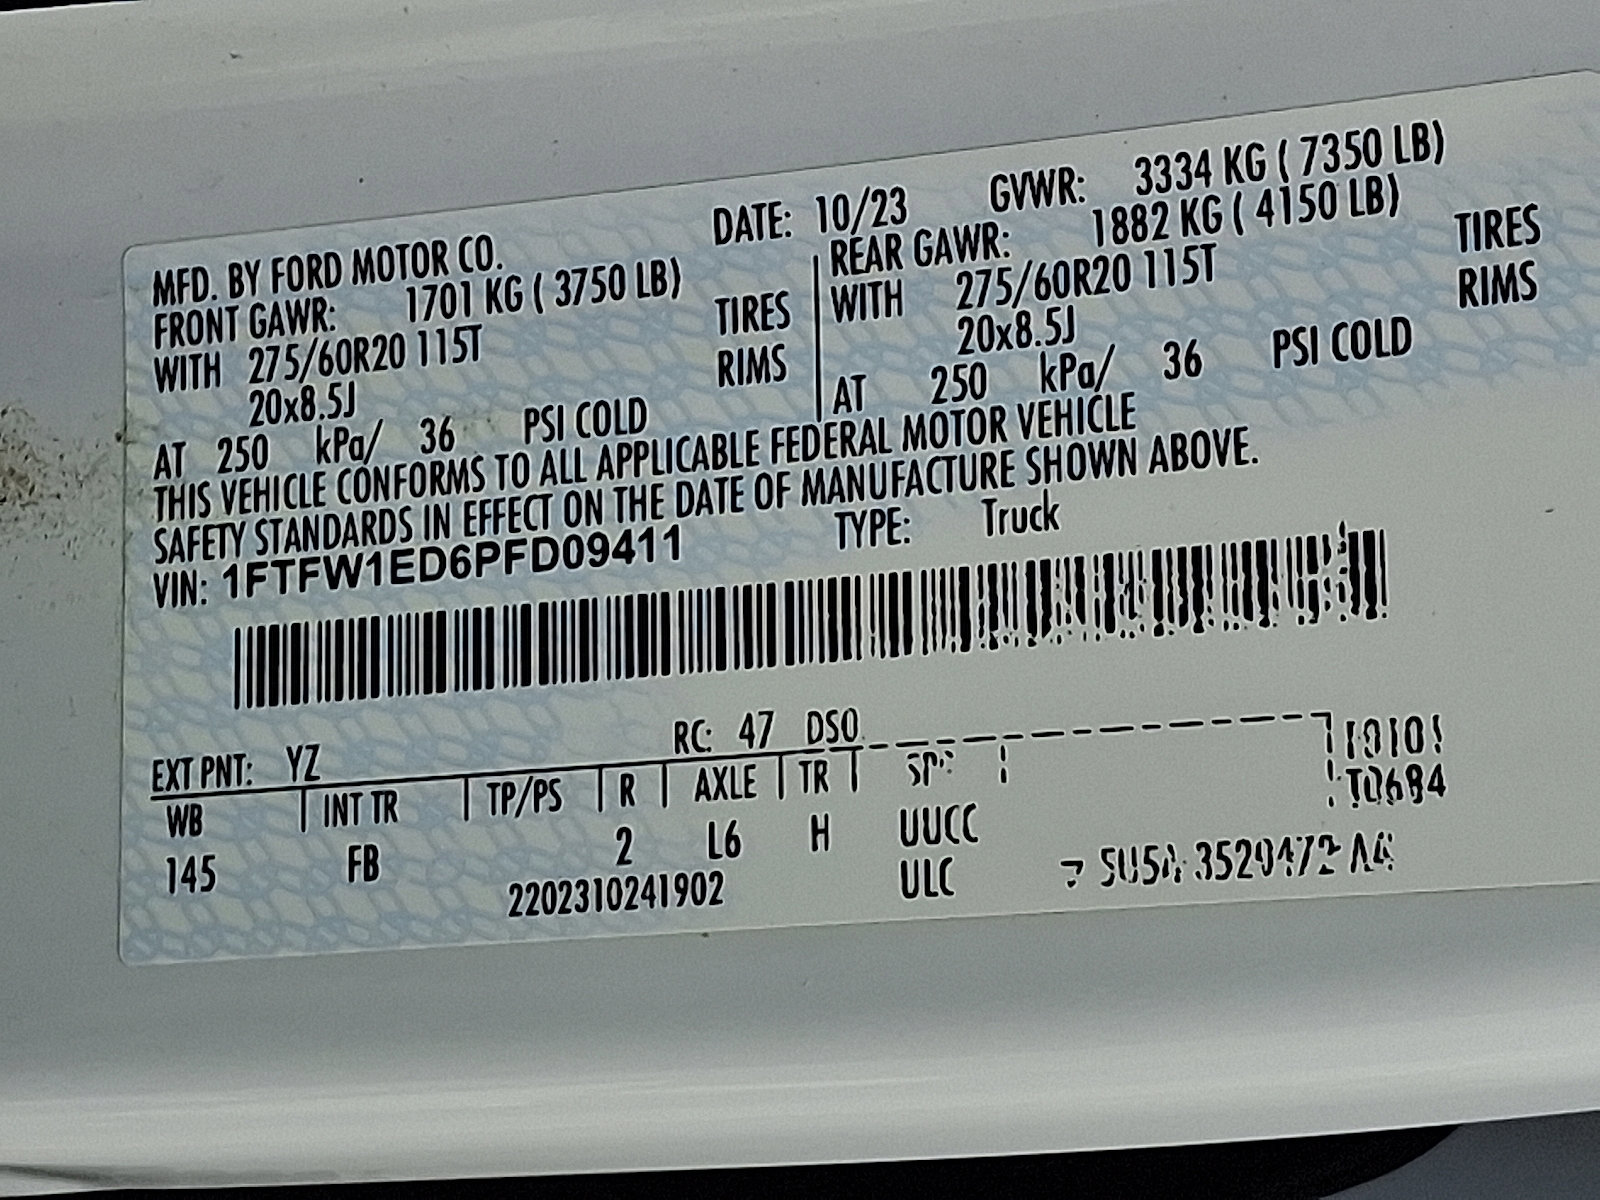 MFD. BY FORD MOTOR CO. DATE: 10/23 GVWR: 3334 KG ( 7350 LB)
FRONT GAWR: 1701 KG ( 3750 LB)
WITH 275/60R20 115T TIRES
20x8.5J RIMS
AT 250 kPa/ 36 PSI COLD
REAR GAWR: 1882 KG ( 4150 LB)
WITH 275/60R20 115T TIRES
20x8.5J RIMS
AT 250 kPa/ 36 PSI COLD
THIS VEHICLE CONFORMS TO ALL APPLICABLE FEDERAL MOTOR VEHICLE
SAFETY STANDARDS IN EFFECT ON THE DATE OF MANUFACTURE SHOWN ABOVE.
VIN: 1FTFW1ED6PFD09411 TYPE: Truck
EXT PNT: YZ RC: 47 DSO
WB INT TR TP/PS R AXLE TR SPR
145 FB 2 L6 H UUCC
2202310241902 ULC